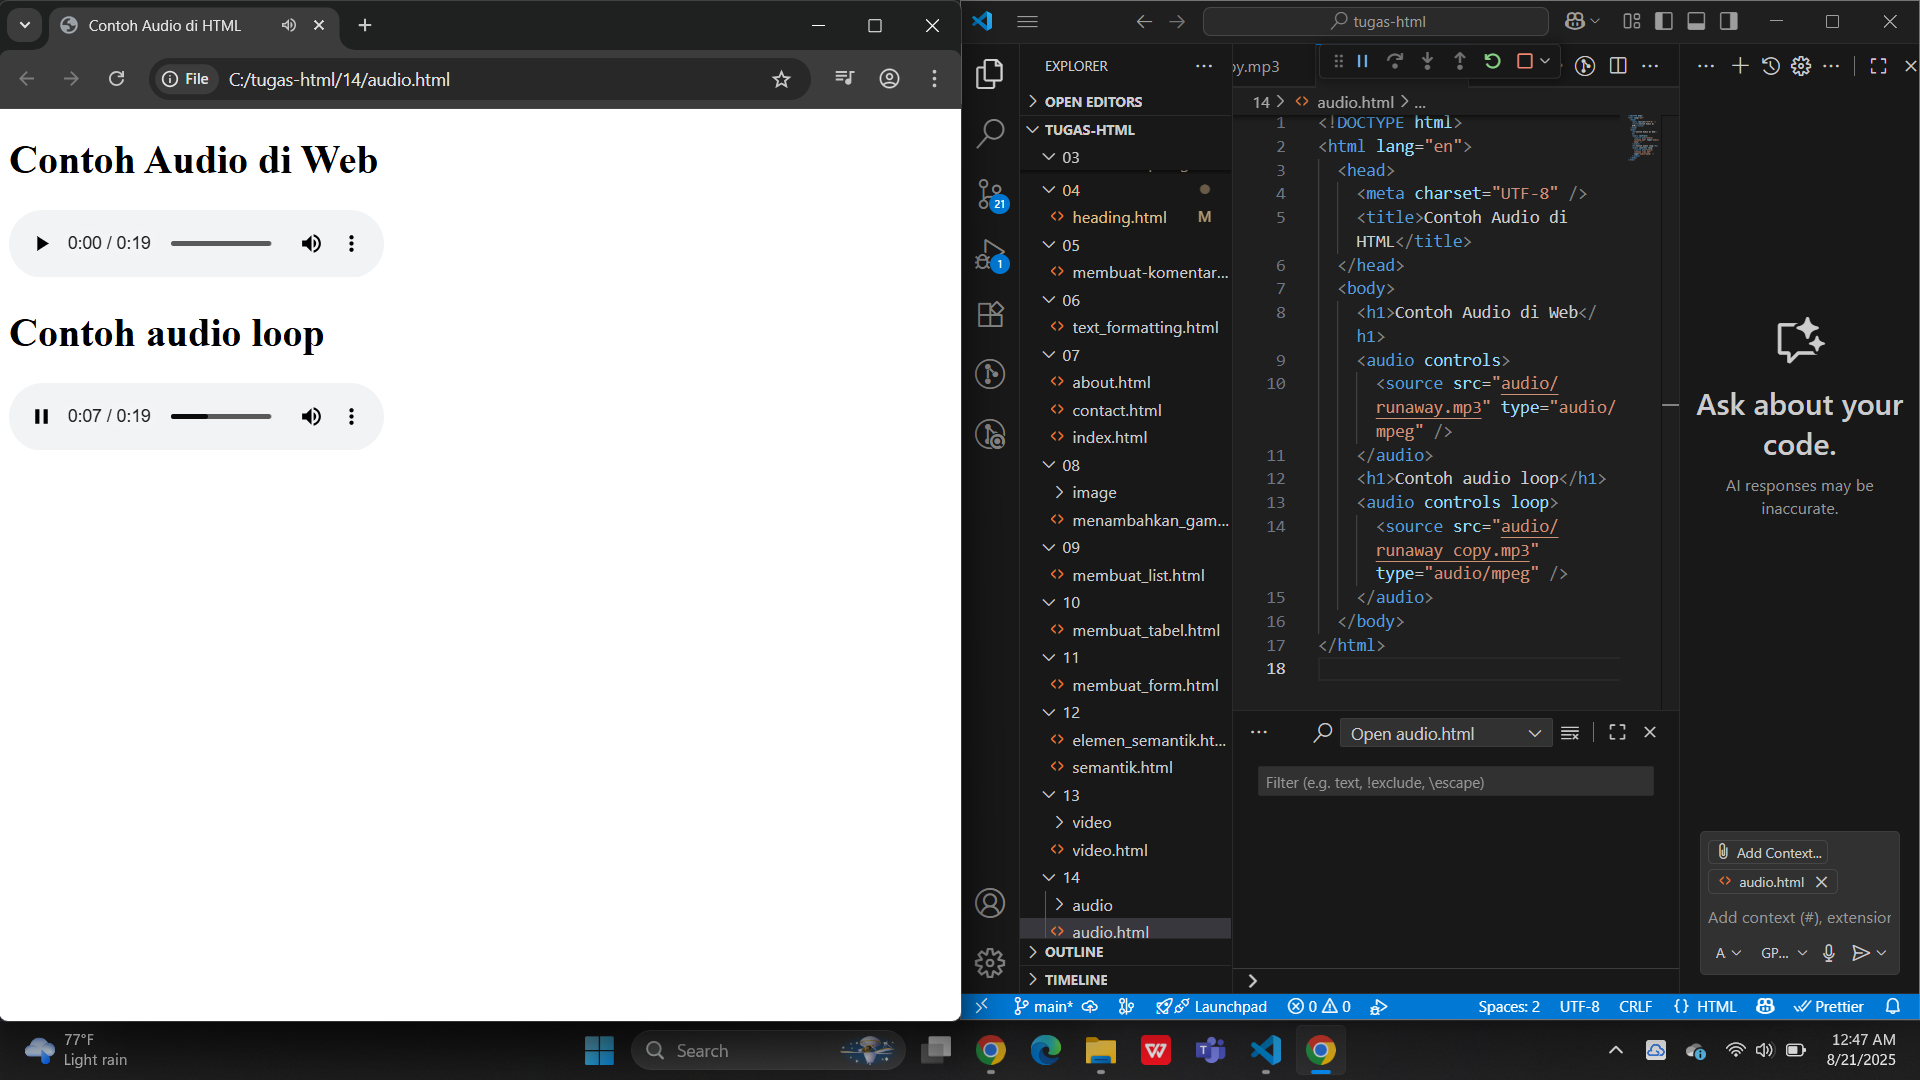 Contoh Audio di HTML
File
C:/tugas-html/14/audio.html
Contoh Audio di Web
0:00 / 0:19
Contoh audio loop
0:07 / 0:19
tugas-html
EXPLORER
OPEN EDITORS
TUGAS-HTML
03
04
heading.html M
05
membuat-komentar...
06
text_formatting.html
07
about.html
contact.html
index.html
08
image
menambahkan_gam...
09
membuat_list.html
10
membuat_tabel.html
11
membuat_form.html
12
elemen_semantik.ht...
semantik.html
13
video
video.html
14
audio
audio.html
OUTLINE
TIMELINE
21
1
py.mp3
14 > audio.html > ...
1 <!DOCTYPE html>
2 <html lang="en">
3 <head>
4 <meta charset="UTF-8" />
5 <title>Contoh Audio di
HTML</title>
6 </head>
7 <body>
8 <h1>Contoh Audio di Web</
h1>
9 <audio controls>
10 <source src="audio/
runaway.mp3" type="audio/
mpeg" />
11 </audio>
12 <h1>Contoh audio loop</h1>
13 <audio controls loop>
14 <source src="audio/
runaway copy.mp3"
type="audio/mpeg" />
15 </audio>
16 </body>
17 </html>
18
Open audio.html
Filter (e.g. text, !exclude, \escape)
Ask about your
code.
AI responses may be
inaccurate.
Add Context...
audio.html
Add context (#), extension
A
GP...
main*
Launchpad
0
0
Spaces: 2
UTF-8
CRLF
{ } HTML
Prettier
77°F
Light rain
Search
12:47 AM
8/21/2025